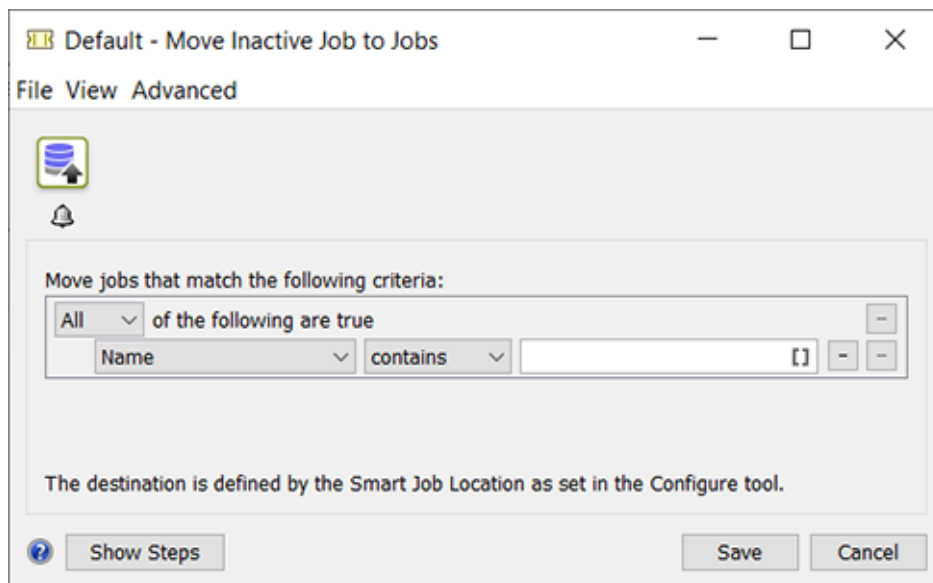 Default - Move Inactive Job to Jobs
File View Advanced
Move jobs that match the following criteria:
All of the following are true
Name contains []
The destination is defined by the Smart Job Location as set in the Configure tool.
? Show Steps Save Cancel